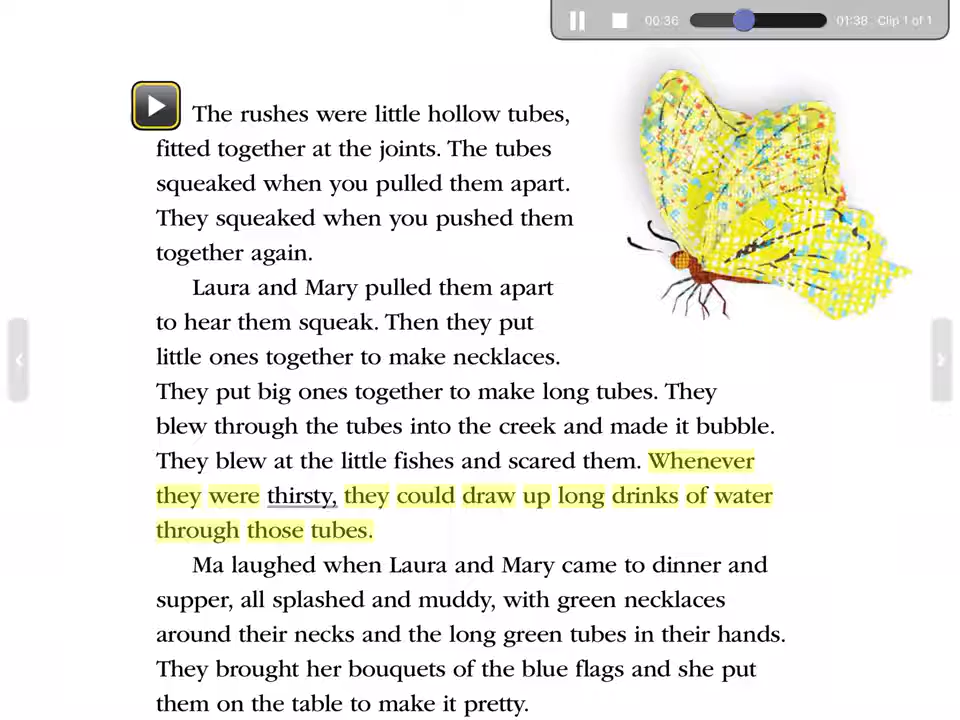 00:36 01:38 Clip 1 of 1
The rushes were little hollow tubes,
fitted together at the joints. The tubes
squeaked when you pulled them apart.
They squeaked when you pushed them
together again.
Laura and Mary pulled them apart
to hear them squeak. Then they put
little ones together to make necklaces.
They put big ones together to make long tubes. They
blew through the tubes into the creek and made it bubble.
They blew at the little fishes and scared them. Whenever
they were thirsty, they could draw up long drinks of water
through those tubes.
Ma laughed when Laura and Mary came to dinner and
supper, all splashed and muddy, with green necklaces
around their necks and the long green tubes in their hands.
They brought her bouquets of the blue flags and she put
them on the table to make it pretty.